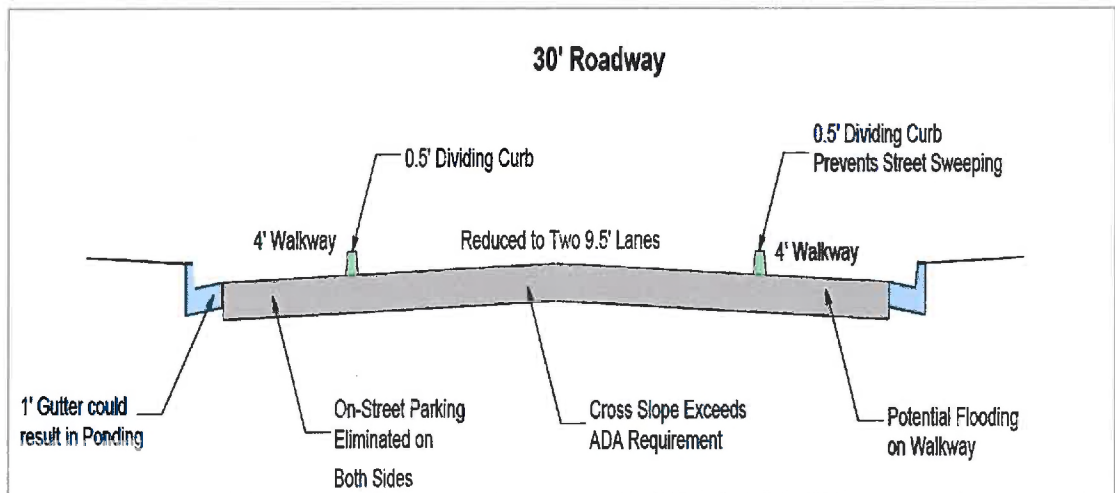 30' Roadway
0.5' Dividing Curb
0.5' Dividing Curb
Prevents Street Sweeping
4' Walkway
Reduced to Two 9.5' Lanes
4' Walkway
1' Gutter could
result in Ponding
On-Street Parking
Eliminated on
Both Sides
Cross Slope Exceeds
ADA Requirement
Potential Flooding
on Walkway